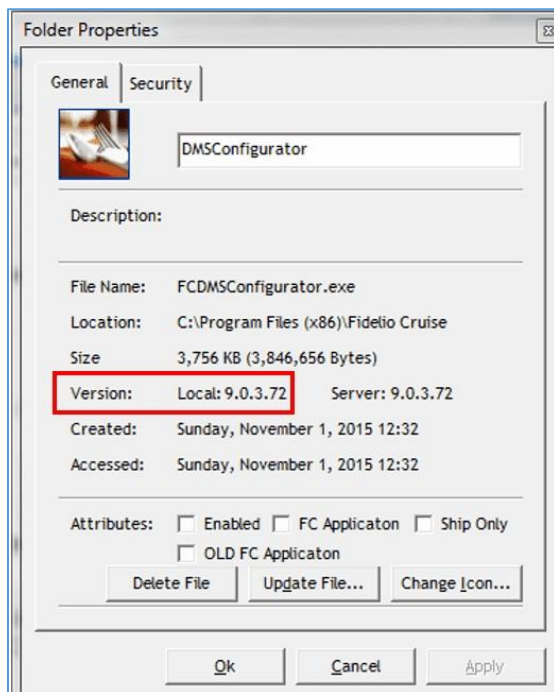 Folder Properties
General Security
DMSConfigurator
Description:
File Name: FCDMSConfigurator.exe
Location: C:\Program Files (x86)\Fidelio Cruise
Size 3,756 KB (3,846,656 Bytes)
Version: Local: 9.0.3.72 Server: 9.0.3.72
Created: Sunday, November 1, 2015 12:32
Accessed: Sunday, November 1, 2015 12:32
Attributes: Enabled FC Applicaton Ship Only
OLD FC Applicaton
Delete File Update File... Change Icon...
Ok Cancel Apply